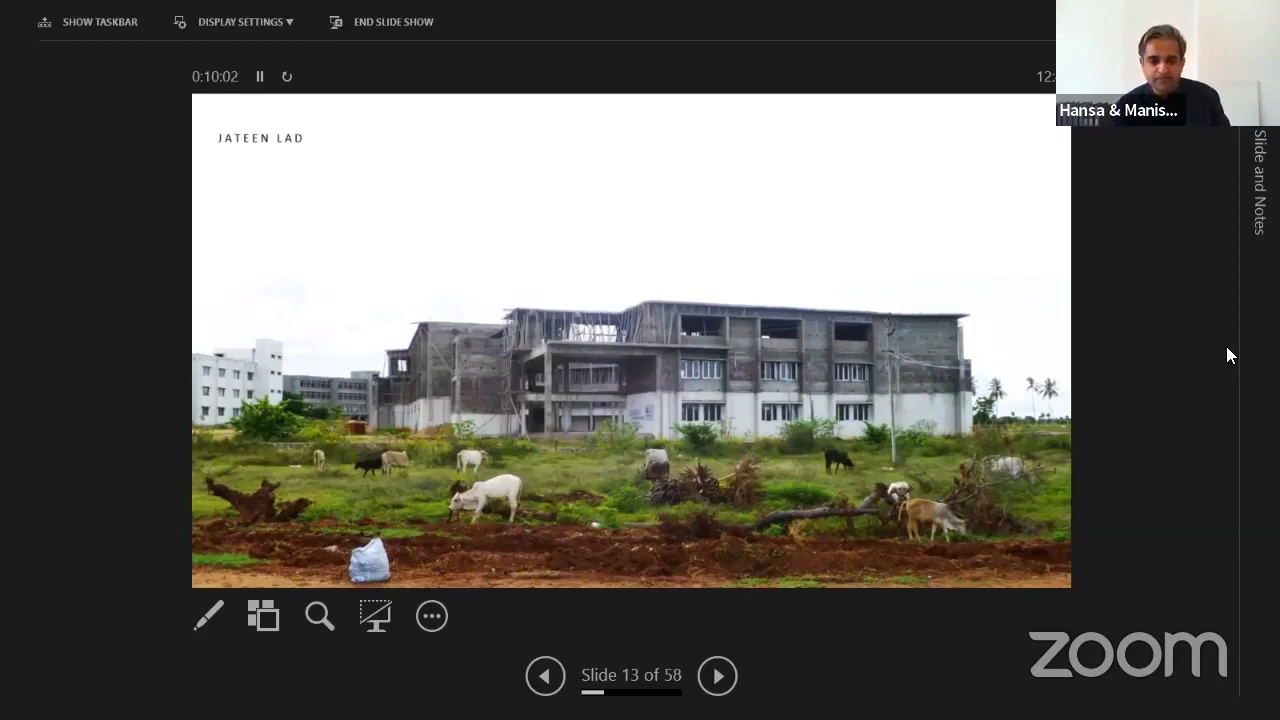 SHOW TASKBAR
DISPLAY SETTINGS ▼
END SLIDE SHOW
0:10:02
12:
Hansa & Manis...
JATEEN LAD
Slide and Notes
Slide 13 of 58
zoom